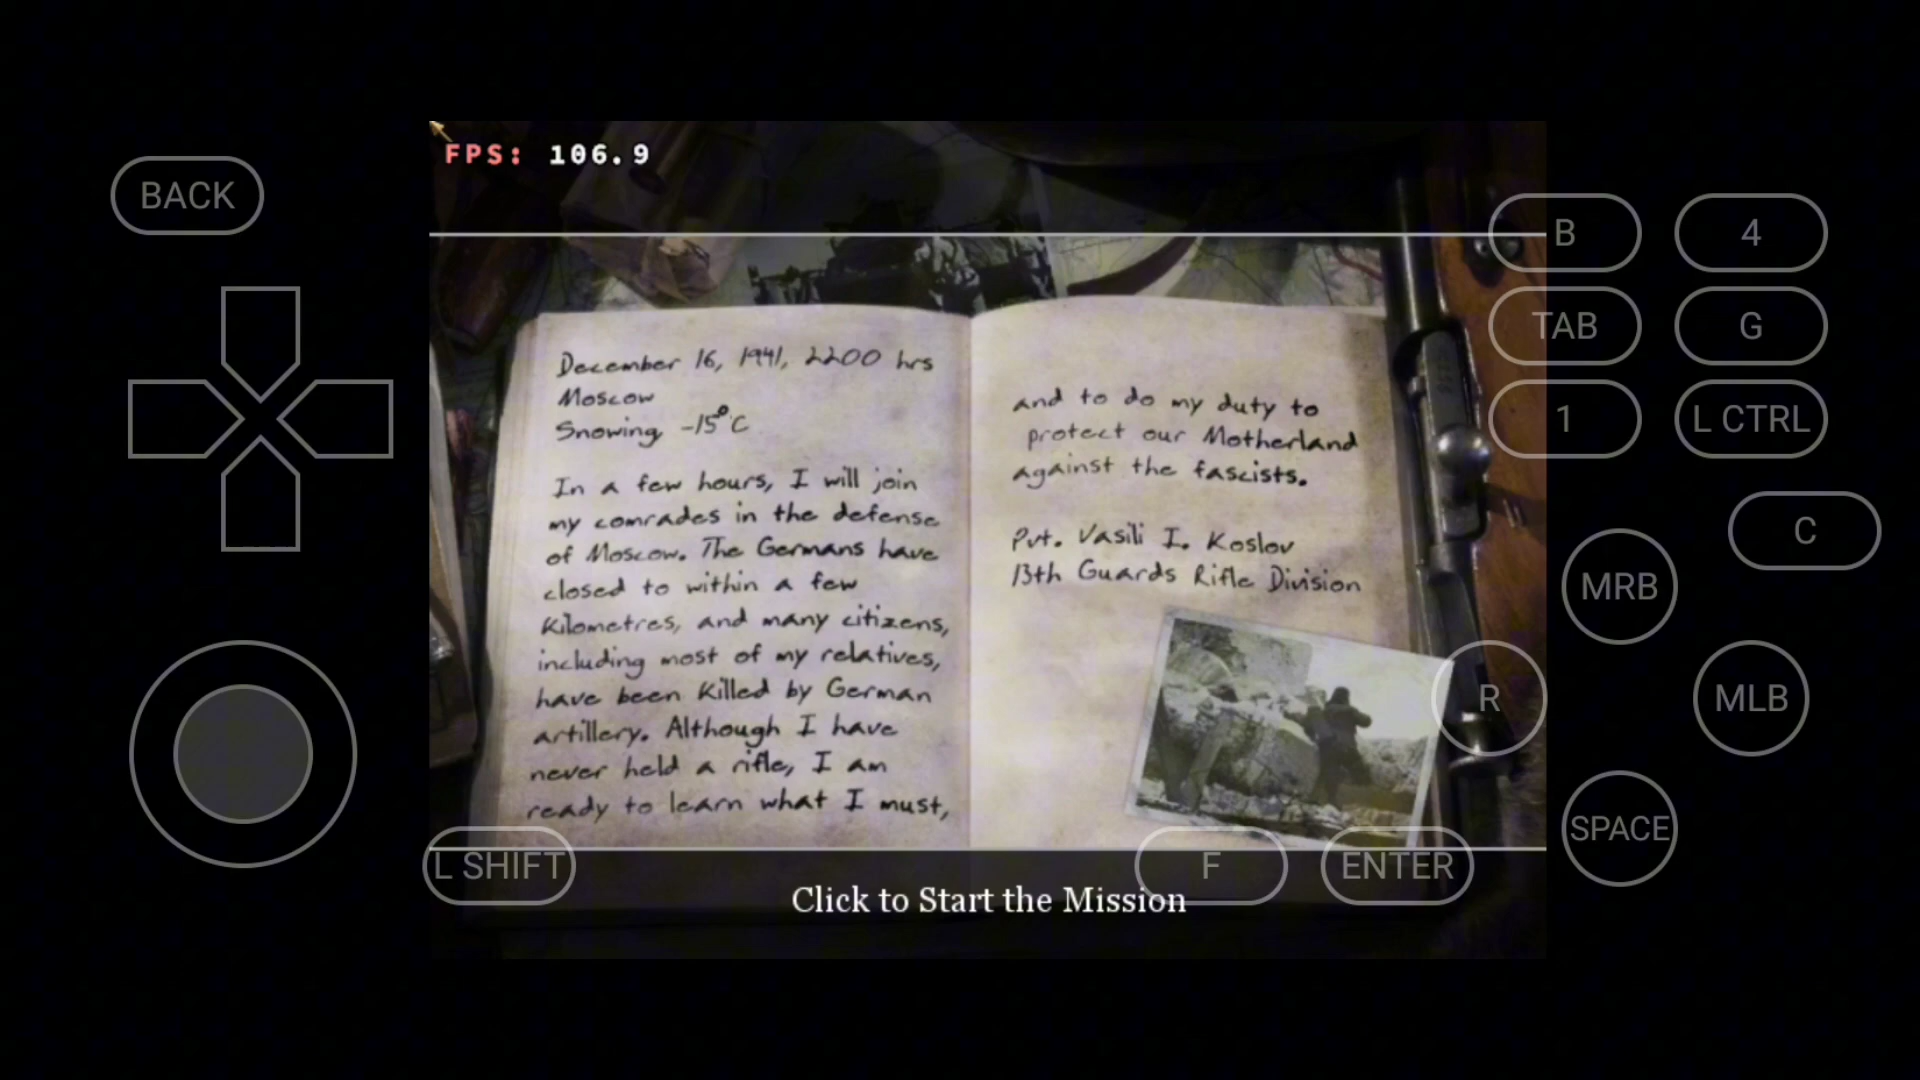 FPS: 106.9
BACK
B
4
TAB
G
1
L CTRL
C
MRB
R
MLB
SPACE
L SHIFT
F
ENTER
December 16, 1941, 2200 hrs
Moscow
Snowing -15°C
In a few hours, I will join
my comrades in the defense
of Moscow. The Germans have
closed to within a few
Kilometres, and many citizens,
including most of my relatives,
have been killed by German
artillery. Although I have
never held a rifle, I am
ready to learn what I must,
and to do my duty to
protect our Motherland
against the fascists.
Pvt. Vasili I. Koslov
13th Guards Rifle Division
Click to Start the Mission